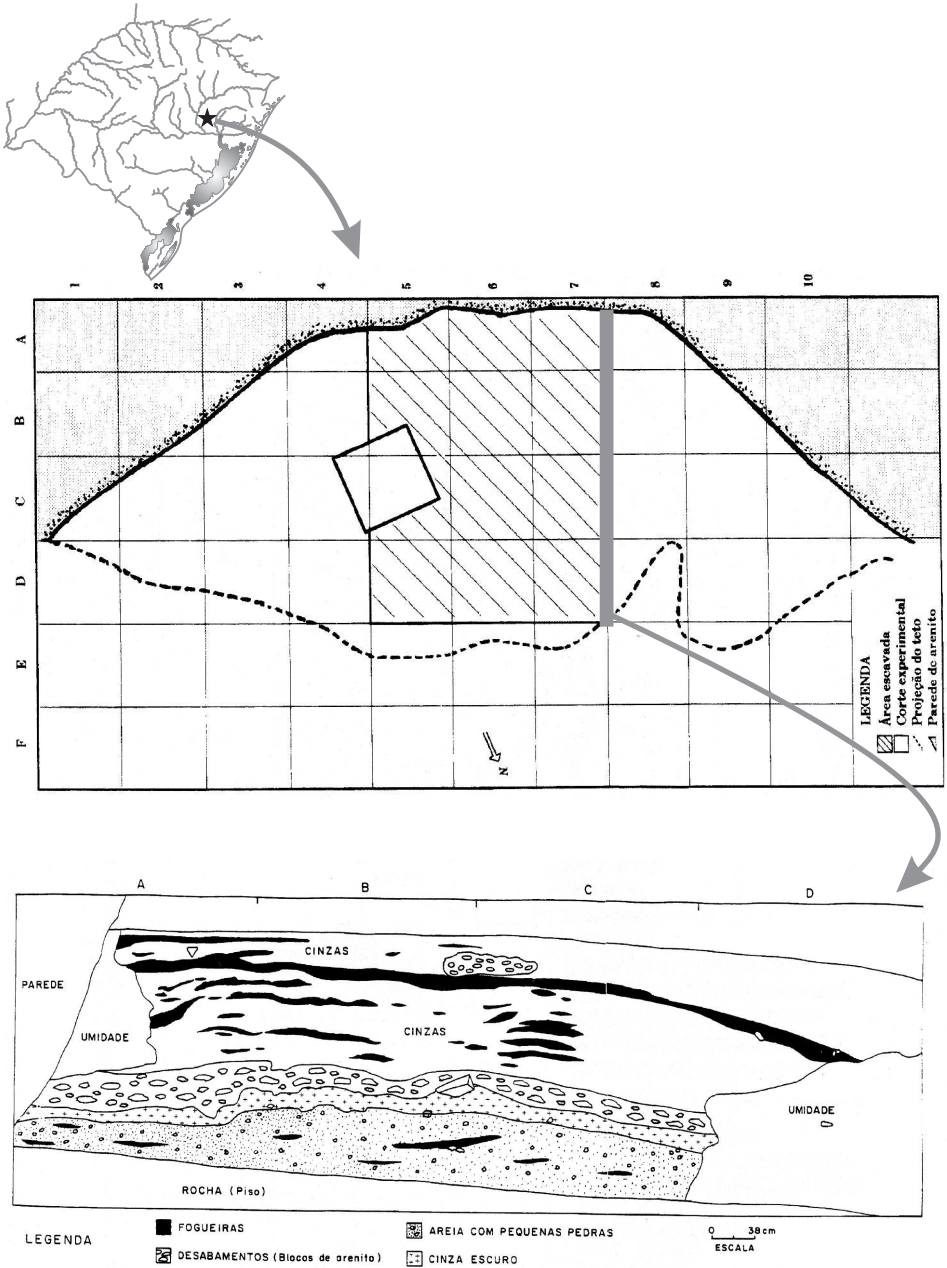 1 2 3 4 5 6 7 8 9 10
A
B
C
D
E
F
N
LEGENDA
Área escavada
Corte experimental
Projeção do teto
Parede de arenito
A B C D
CINZAS
PAREDE
UMIDADE
CINZAS
UMIDADE
ROCHA (Piso)
LEGENDA
FOGUEIRAS
DESABAMENTOS (Blocos de arenito)
AREIA COM PEQUENAS PEDRAS
CINZA ESCURO
0 38cm
ESCALA